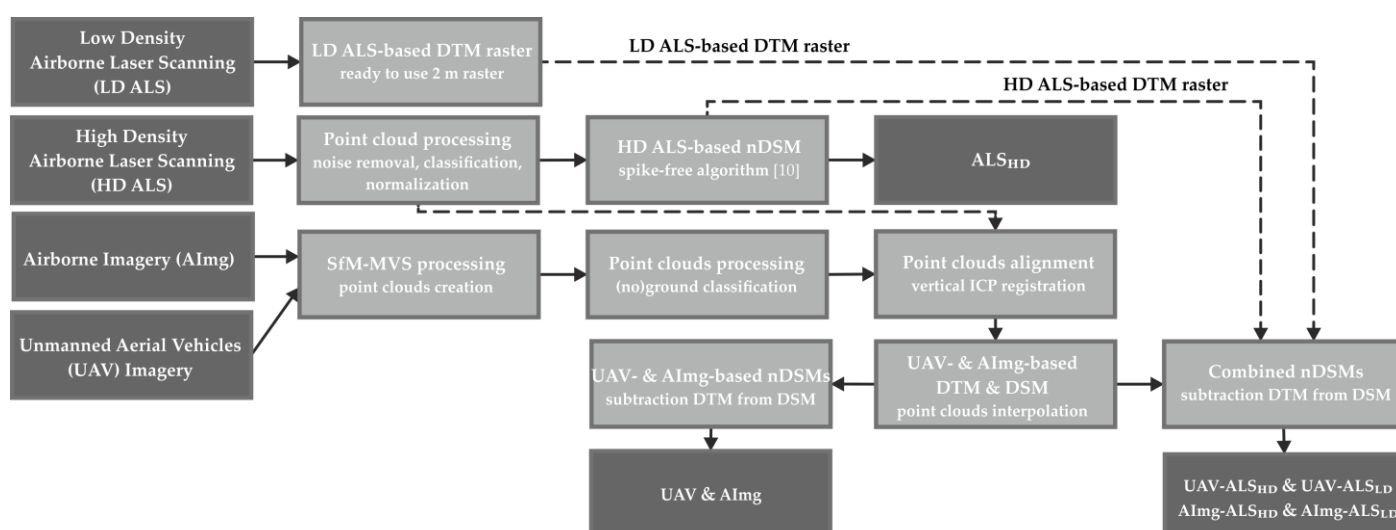 Low Density
Airborne Laser Scanning
(LD ALS)
LD ALS-based DTM raster
ready to use 2 m raster
LD ALS-based DTM raster
HD ALS-based DTM raster
High Density
Airborne Laser Scanning
(HD ALS)
Point cloud processing
noise removal, classification,
normalization
HD ALS-based nDSM
spike-free algorithm [10]
ALSHD
Airborne Imagery (AImg)
SfM-MVS processing
point clouds creation
Point clouds processing
(no)ground classification
Point clouds alignment
vertical ICP registration
Unmanned Aerial Vehicles
(UAV) Imagery
UAV- & AImg-based nDSMs
subtraction DTM from DSM
UAV- & AImg-based
DTM & DSM
point clouds interpolation
Combined nDSMs
subtraction DTM from DSM
UAV & AImg
UAV-ALSHD & UAV-ALSLD
AImg-ALSHD & AImg-ALSLD